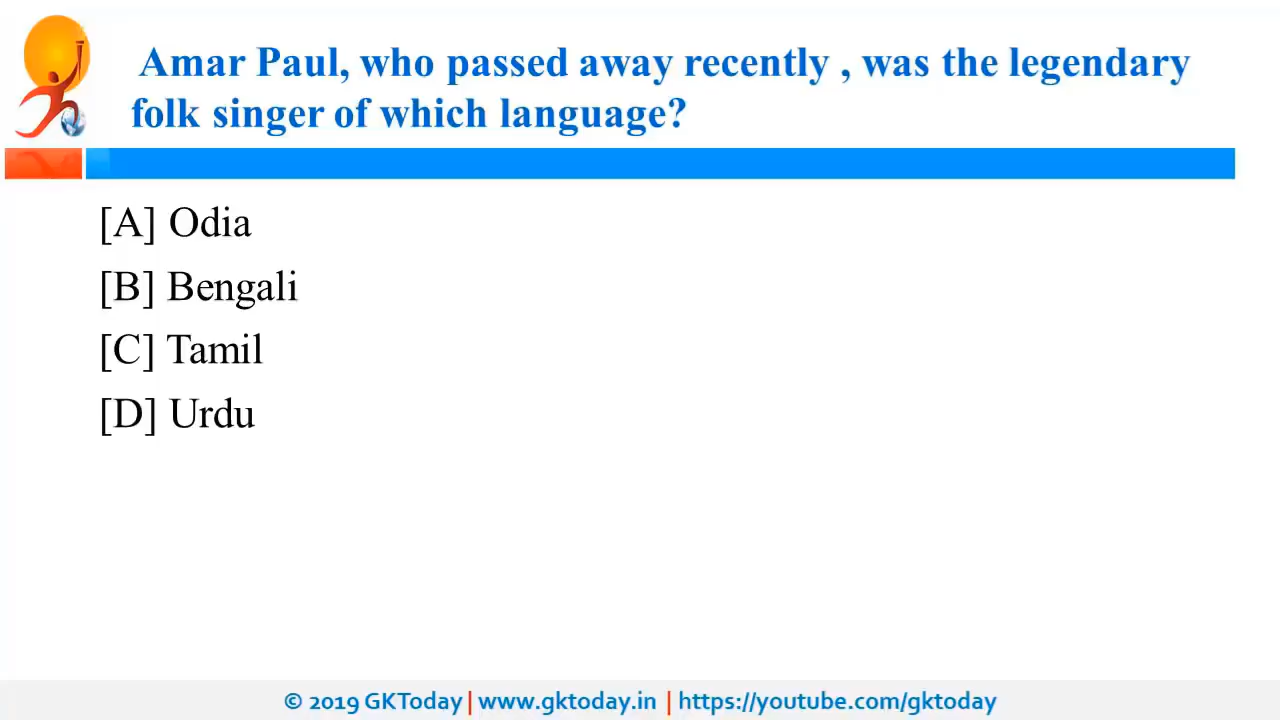 Amar Paul, who passed away recently , was the legendary
folk singer of which language?
[A] Odia
[B] Bengali
[C] Tamil
[D] Urdu
© 2019 GKToday | www.gktoday.in | https://youtube.com/gktoday